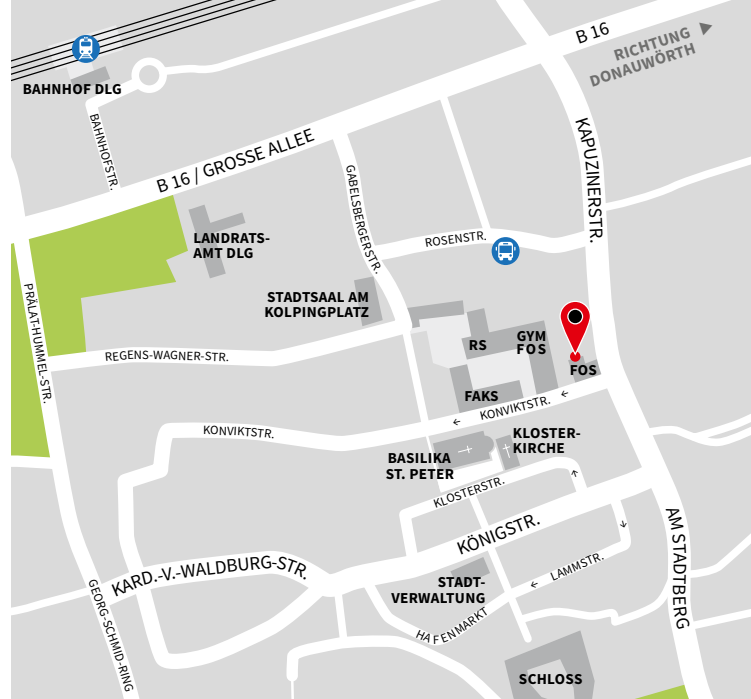 B 16
RICHTUNG
DONAUWÖRTH
BAHNHOF DLG
BAHNHOFSTR.
B 16 / GROSSE ALLEE
KAPUZINERSTR.
GABELSBERGERSTR.
LANDRATS-
AMT DLG
ROSENSTR.
PRÄLAT-HUMMEL-STR.
STADTSAAL AM
KOLPINGPLATZ
REGENS-WAGNER-STR.
RS
GYM
FOS
FOS
FAKS
KONVIKTSTR.
KONVIKTSTR.
BASILIKA
ST. PETER
KLOSTER-
KIRCHE
KLOSTERSTR.
KÖNIGSTR.
AM STADTBERG
KARD.-V.-WALDBURG-STR.
GEORG-SCHMID-RING
STADT-
VERWALTUNG
LAMMSTR.
HAFENMARKT
SCHLOSS